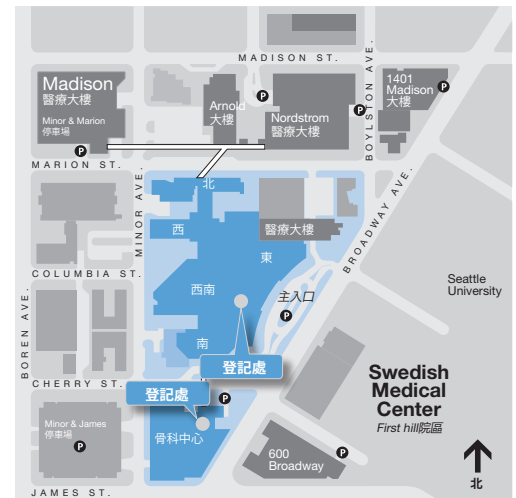 MADISON ST.
Madison
醫療大樓
Minor & Marion
停車場
P
Arnold
大樓
P
Nordstrom
醫療大樓
P
BOYLSTON AVE.
1401
Madison
大樓
P
MARION ST.
MINOR AVE.
北
西
醫療大樓
東
BROADWAY AVE.
COLUMBIA ST.
西南
主入口
P
Seattle
University
BOREN AVE.
南
登記處
CHERRY ST.
登記處
P
Swedish
Medical
Center
First hill院區
Minor & James
停車場
P
骨科中心
600
Broadway
P
北
JAMES ST.